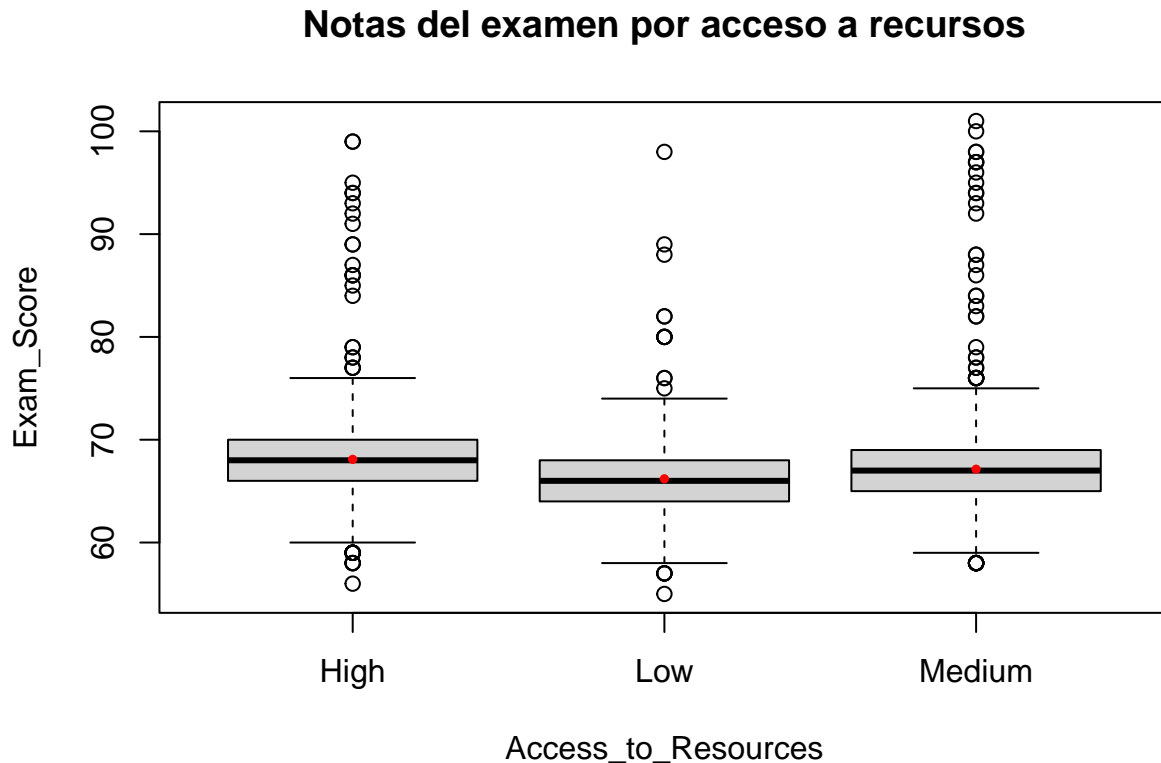 Notas del examen por acceso a recursos
100
90
80
70
60
Exam_Score
High Low Medium
Access_to_Resources